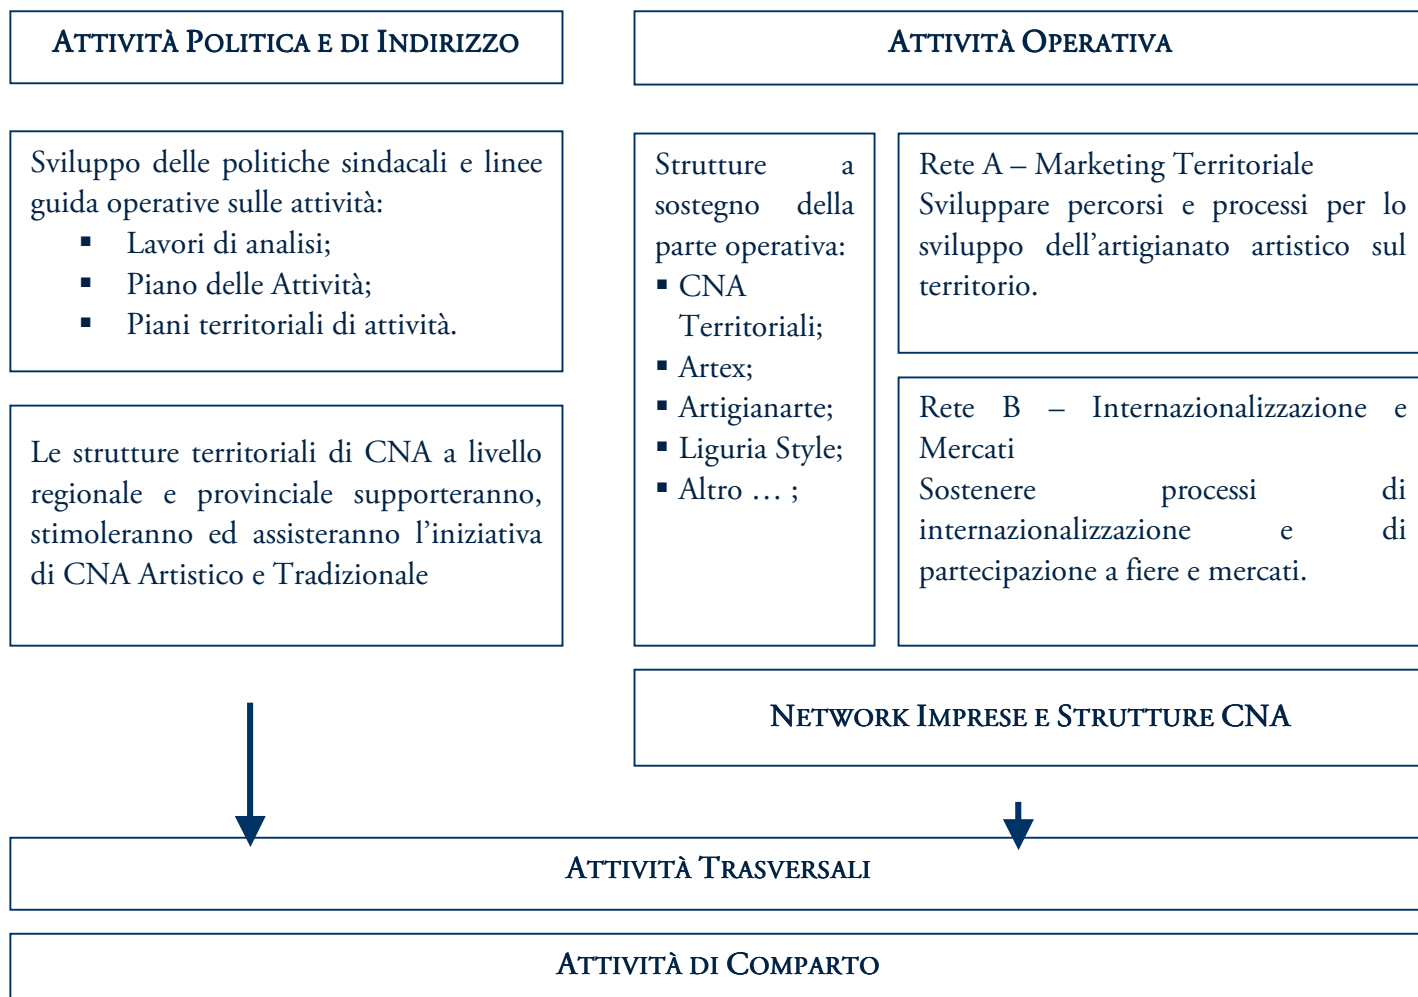 ATTIVITÀ POLITICA E DI INDIRIZZO
Sviluppo delle politiche sindacali e linee
guida operative sulle attività:
▪ Lavori di analisi;
▪ Piano delle Attività;
▪ Piani territoriali di attività.
Le strutture territoriali di CNA a livello
regionale e provinciale supporteranno,
stimoleranno ed assisteranno l’iniziativa
di CNA Artistico e Tradizionale
ATTIVITÀ OPERATIVA
Strutture a
sostegno della
parte operativa:
▪ CNA
Territoriali;
▪ Artex;
▪ Artigianarte;
▪ Liguria Style;
▪ Altro … ;
Rete A – Marketing Territoriale
Sviluppare percorsi e processi per lo
sviluppo dell’artigianato artistico sul
territorio.
Rete B – Internazionalizzazione e
Mercati
Sostenere processi di
internazionalizzazione e di
partecipazione a fiere e mercati.
NETWORK IMPRESE E STRUTTURE CNA
ATTIVITÀ TRASVERSALI
ATTIVITÀ DI COMPARTO